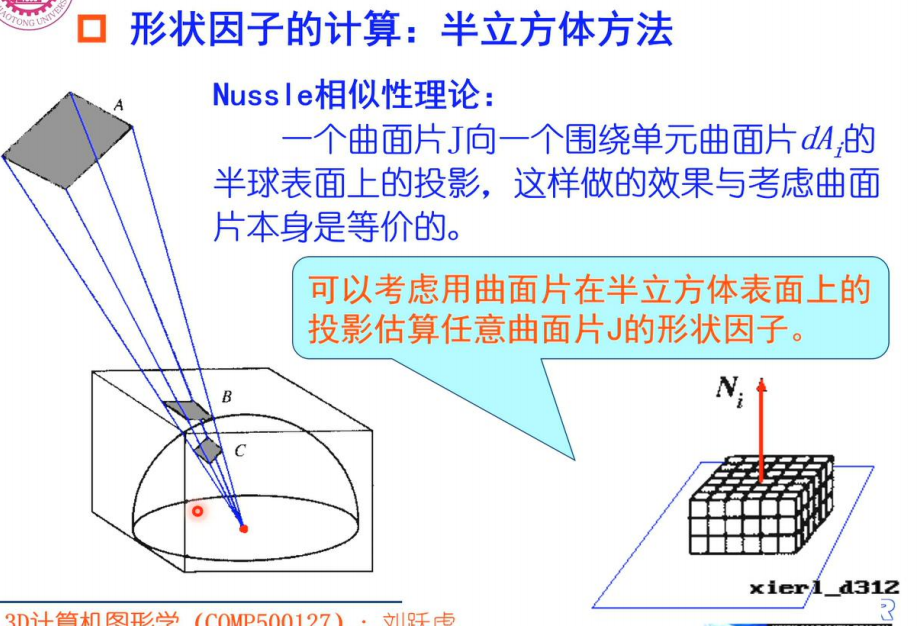 形状因子的计算：半立方体方法
Nussle相似性理论：
一个曲面片J向一个围绕单元曲面片dAi的
半球表面上的投影，这样做的效果与考虑曲面
片本身是等价的。
可以考虑用曲面片在半立方体表面上的
投影估算任意曲面片J的形状因子。
A
B
C
Ni
xierl_d312
3D计算机图形学 (COMP500127) : 刘跃虎